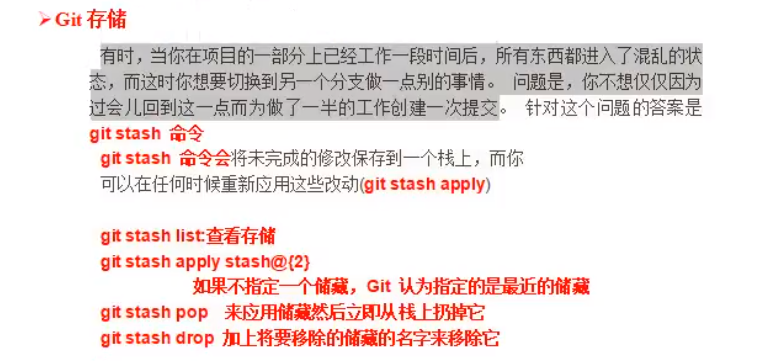 ➢Git 存储
有时，当你在项目的一部分上已经工作一段时间后，所有东西都进入了混乱的状
态，而这时你想要切换到另一个分支做一点别的事情。 问题是，你不想仅仅因为
过会儿回到这一点而为做了一半的工作创建一次提交。 针对这个问题的答案是
git stash 命令
git stash 命令会将未完成的修改保存到一个栈上，而你
可以在任何时候重新应用这些改动(git stash apply)
git stash list:查看存储
git stash apply stash@{2}
如果不指定一个储藏，Git 认为指定的是最近的储藏
git stash pop 来应用储藏然后立即从栈上扔掉它
git stash drop 加上将要移除的储藏的名字来移除它